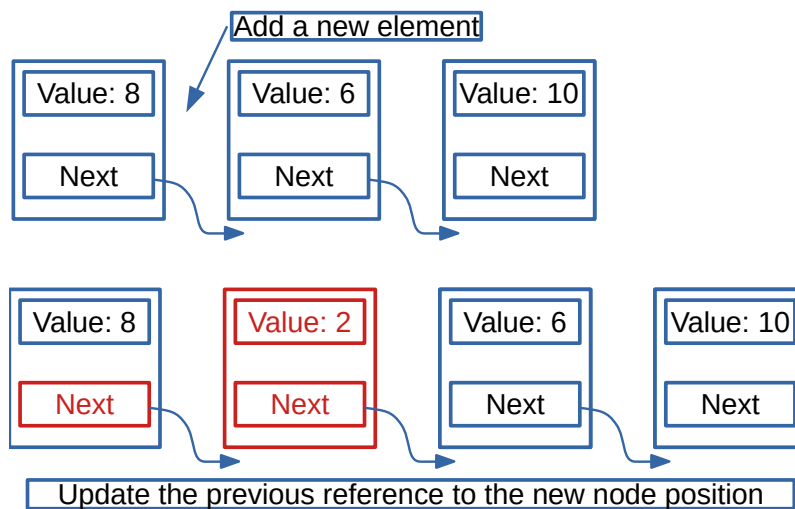 Add a new element
Value: 8 Value: 6 Value: 10
Next Next Next
Value: 8 Value: 2 Value: 6 Value: 10
Next Next Next Next
Update the previous reference to the new node position